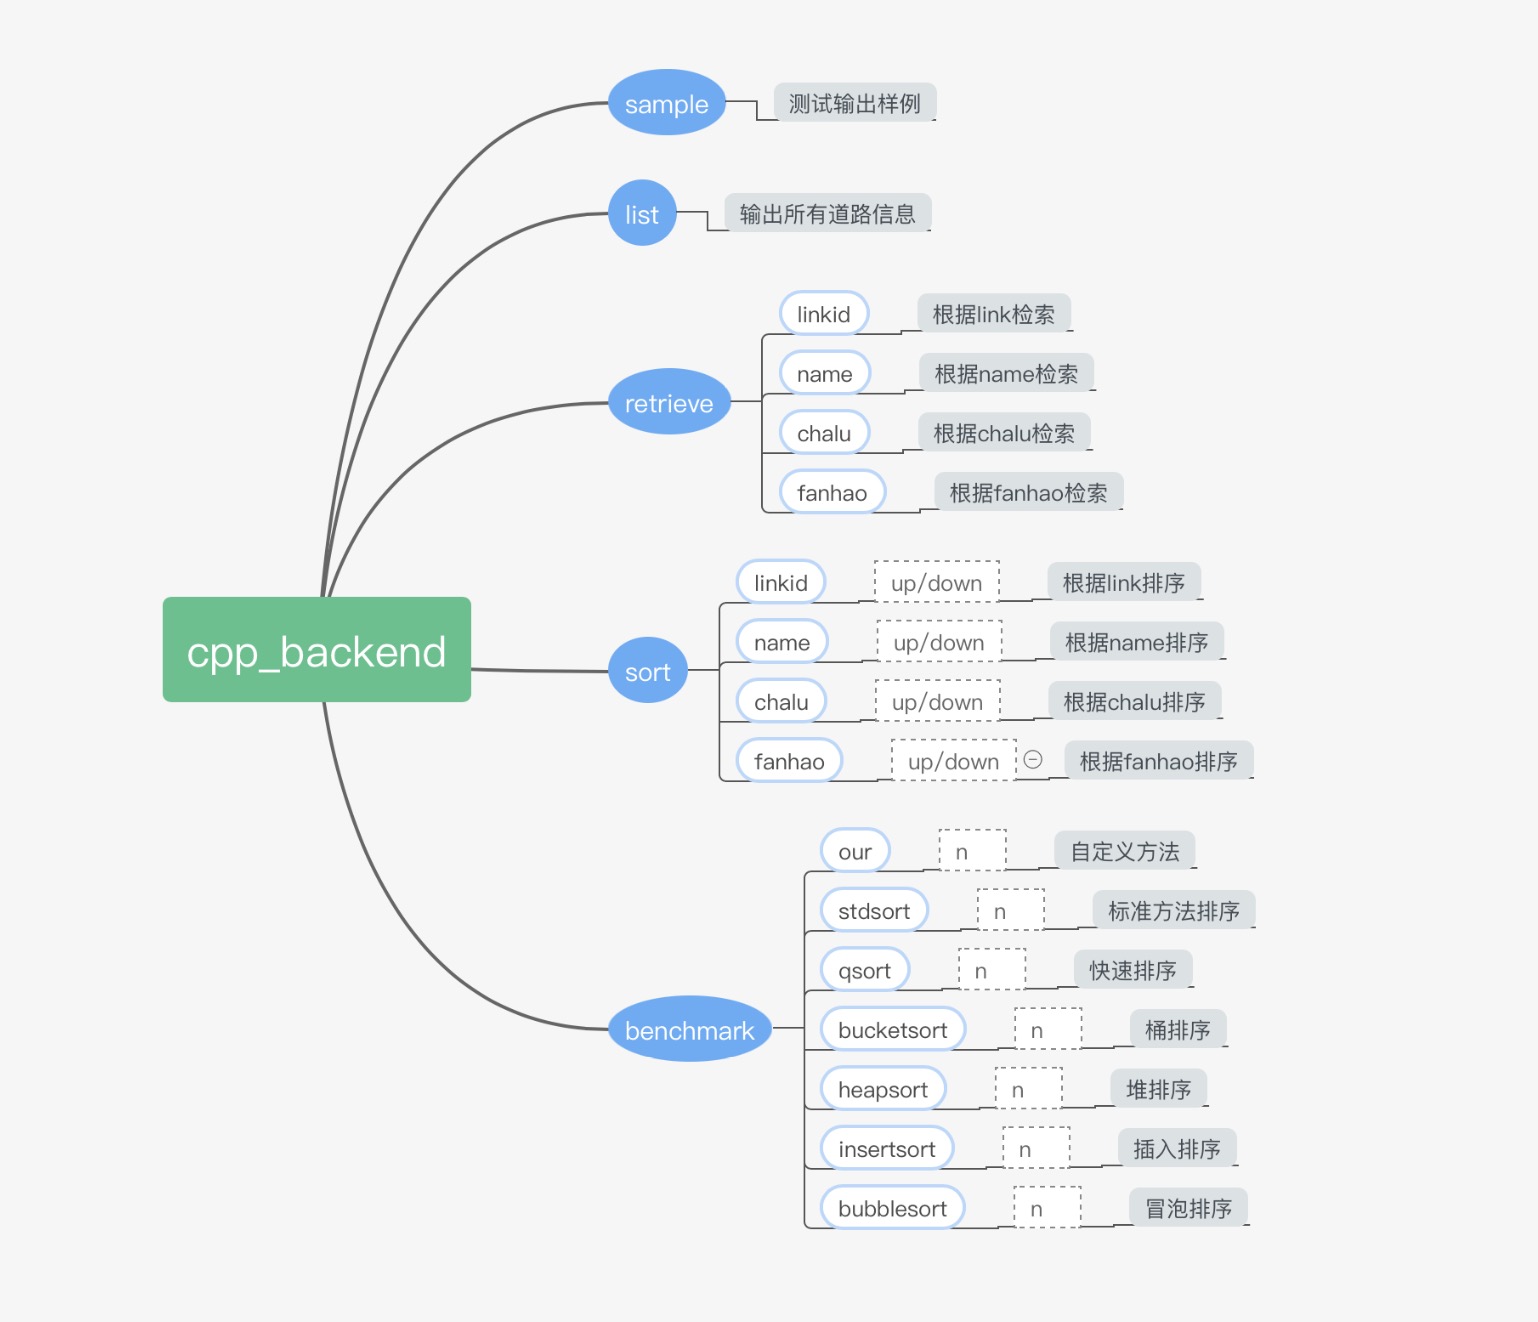 sample 测试输出样例
list 输出所有道路信息
linkid 根据link检索
name 根据name检索
retrieve
chalu 根据chalu检索
fanhao 根据fanhao检索
linkid up/down 根据link排序
name up/down 根据name排序
cpp_backend
sort
chalu up/down 根据chalu排序
fanhao up/down 根据fanhao排序
our n 自定义方法
stdsort n 标准方法排序
qsort n 快速排序
benchmark
bucketsort n 桶排序
heapsort n 堆排序
insertsort n 插入排序
bubblesort n 冒泡排序